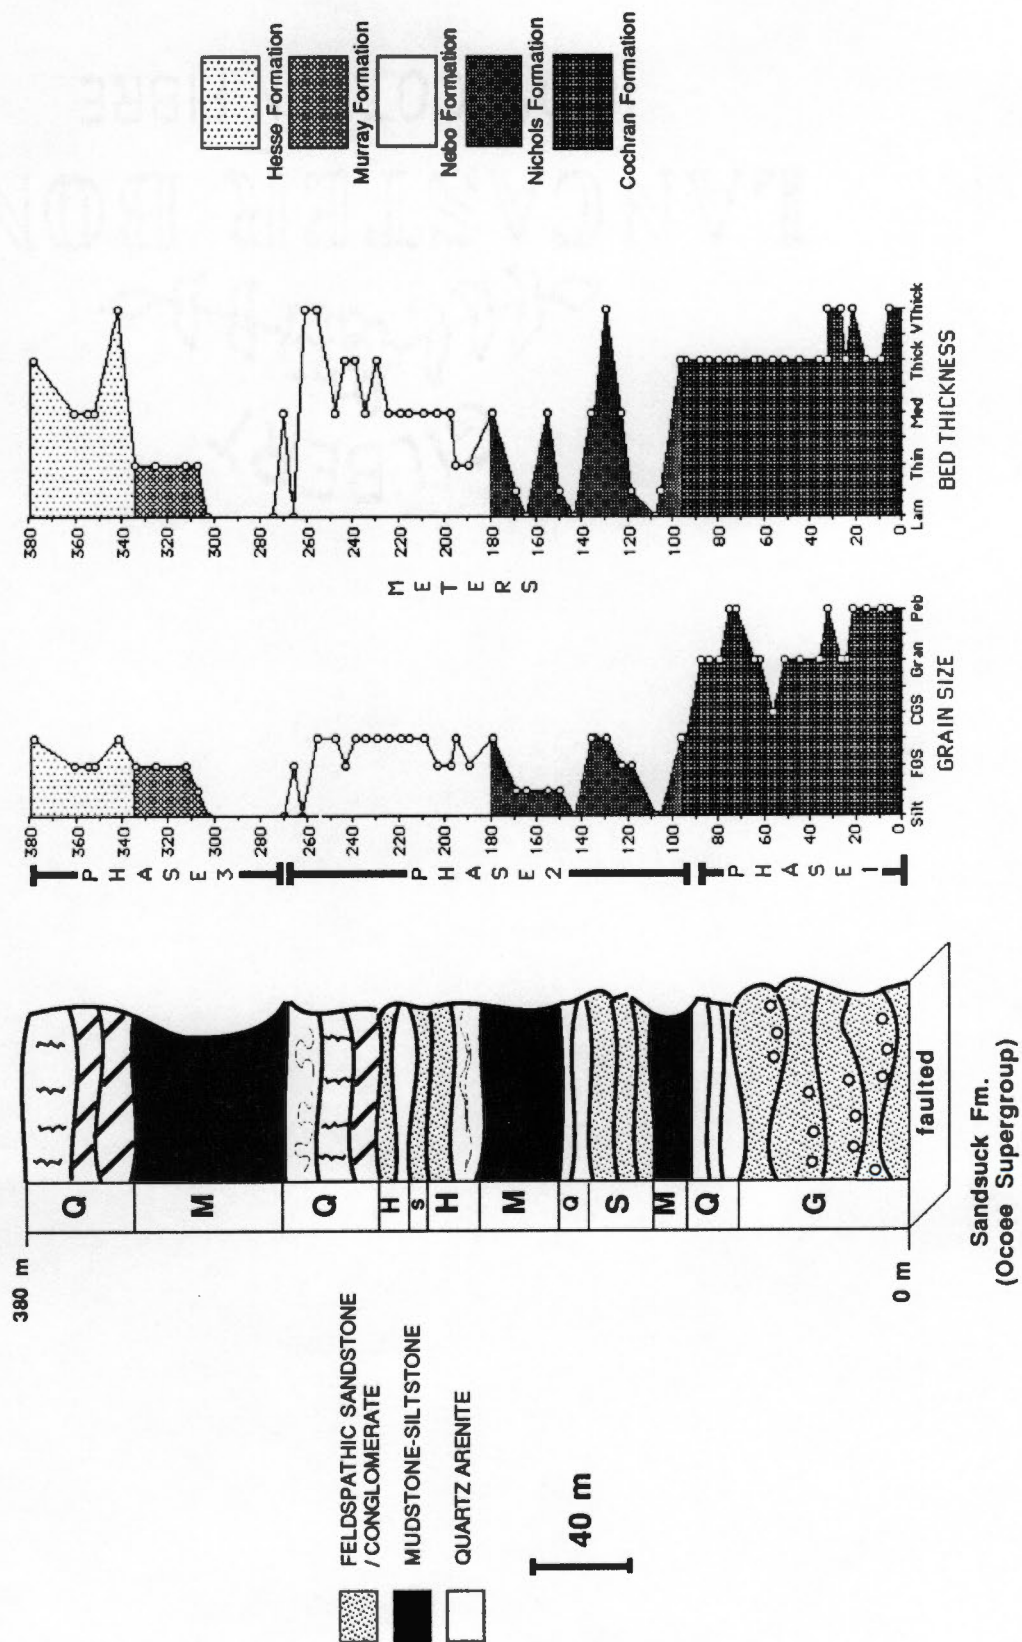 Hesse Formation
Murray Formation
Nebo Formation
Nichols Formation
Cochran Formation
380
360
340
320
300
280
260
240
220
200
180
160
140
120
100
80
60
40
20
0
Lam Thin Med Thick VThick
BED THICKNESS
METERS
380
360
340
320
300
280
260
240
220
200
180
160
140
120
100
80
60
40
20
0
Silt FGS CGS Gran Peb
GRAIN SIZE
PHASE 3
PHASE 2
PHASE 1
380 m
Q
M
Q
H
S
H
M
Q
S
M
Q
G
0 m
faulted
Sandsuck Fm.
(Ocoee Supergroup)
FELDSPATHIC SANDSTONE
/ CONGLOMERATE
MUDSTONE-SILTSTONE
QUARTZ ARENITE
40 m